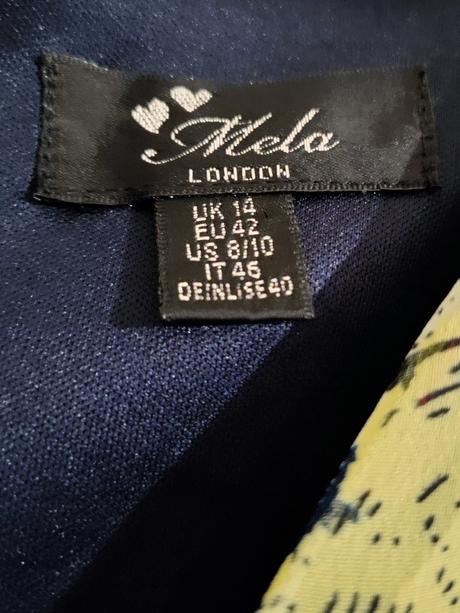 Mela
LONDON
UK 14
EU 42
US 8/10
IT 46
DE/NL/SE 40